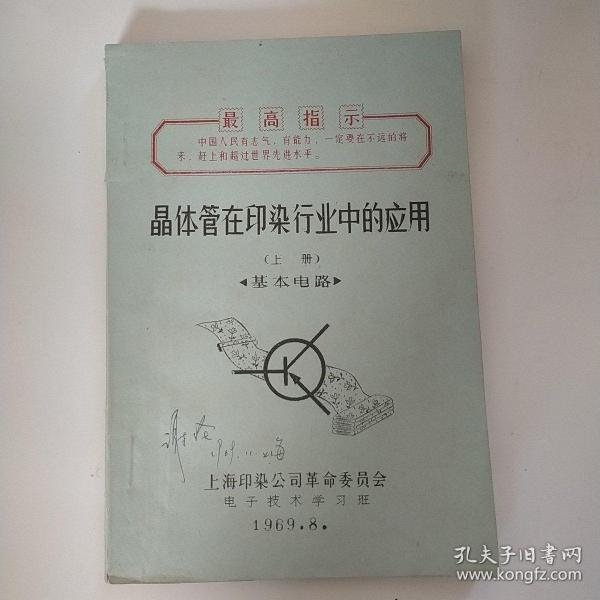 最高指示
中国人民有志气，有能力，一定要在不远的将
来，赶上和超过世界先进水平。
晶体管在印染行业中的应用
（上 册）
◀基本电路▶
1969.11.上海
上海印染公司革命委员会
电子技术学习班
1969.8.
孔夫子旧书网
www.kongfz.com